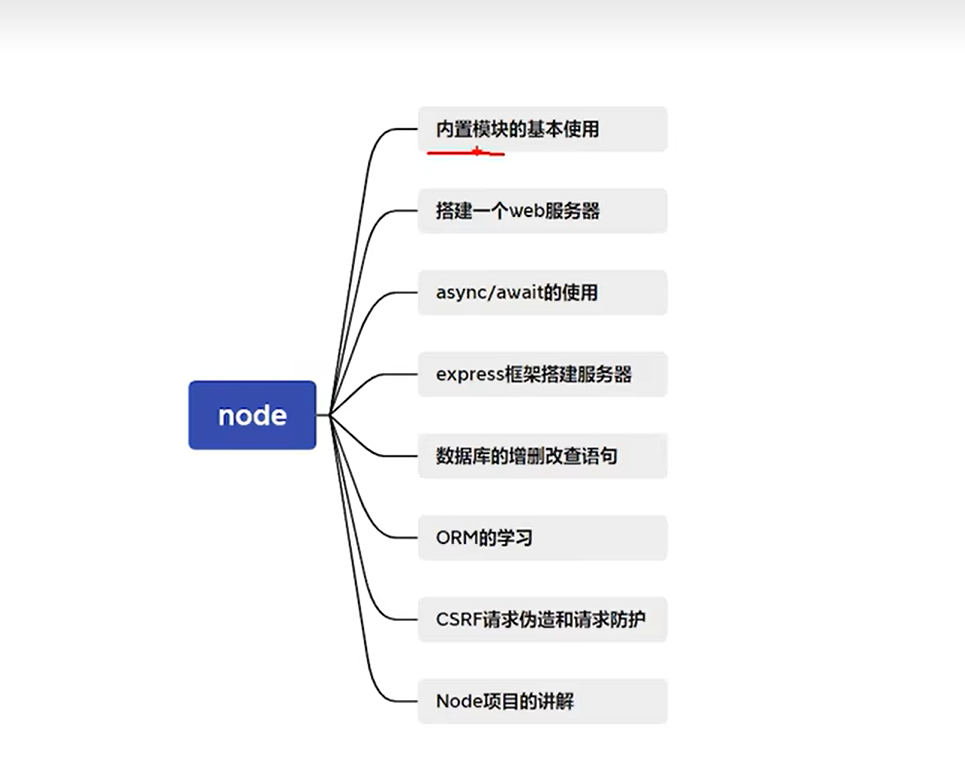 内置模块的基本使用
搭建一个web服务器
async/await的使用
express框架搭建服务器
node
数据库的增删改查语句
ORM的学习
CSRF请求伪造和请求防护
Node项目的讲解